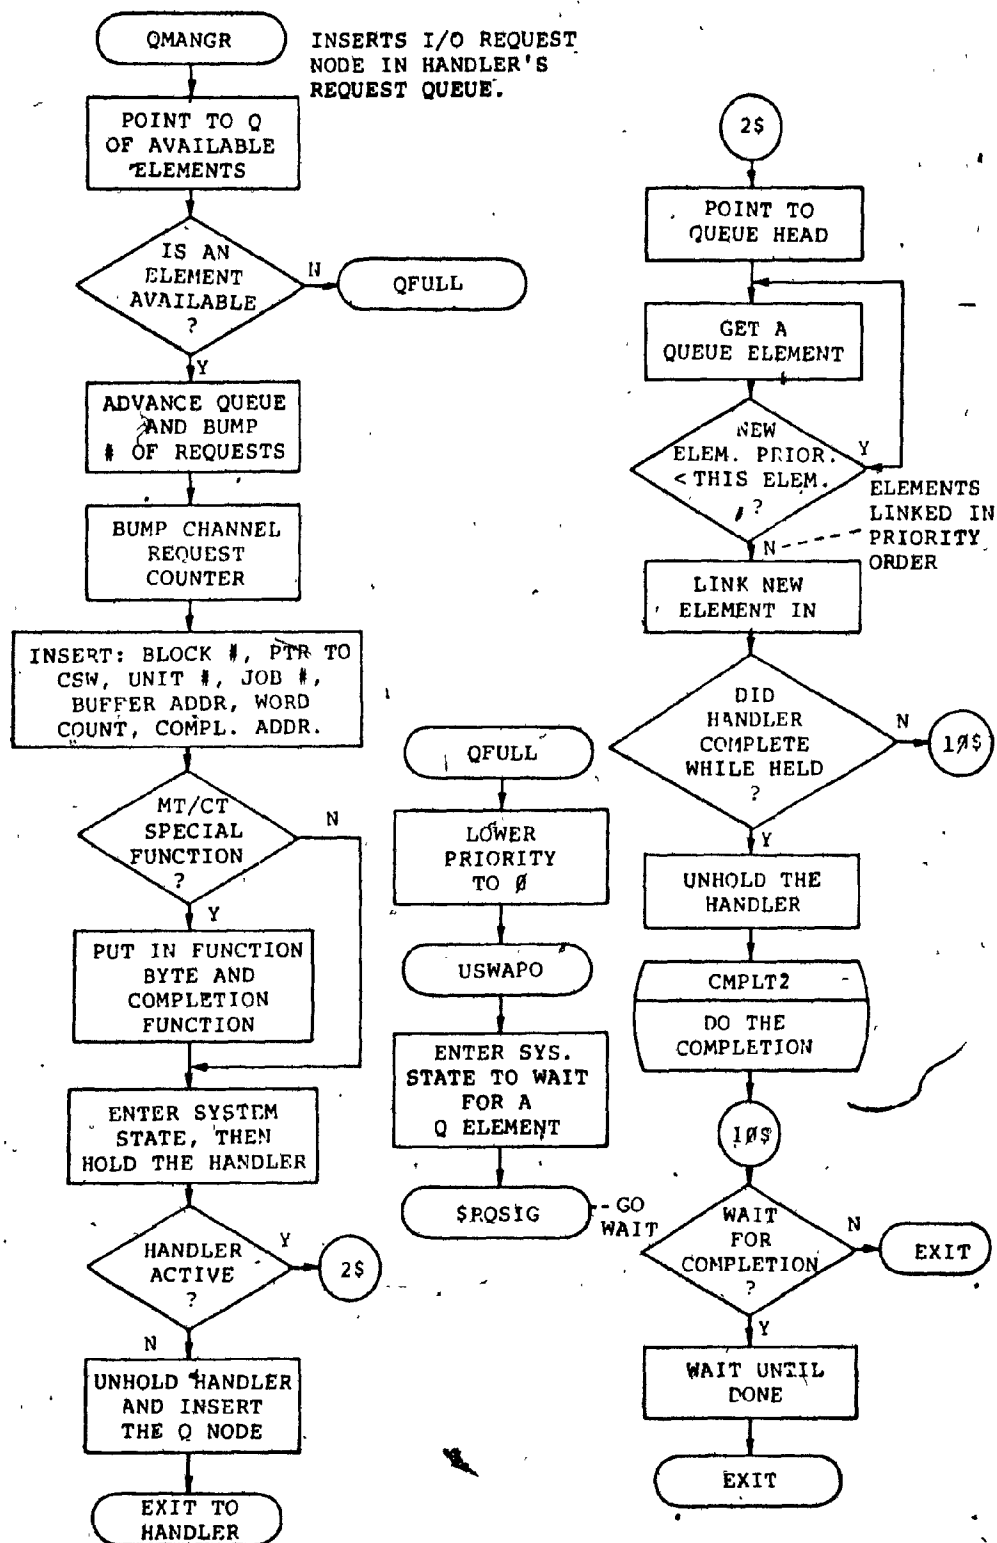 QMANGR
INSERTS I/O REQUEST
NODE IN HANDLER'S
REQUEST QUEUE.
POINT TO Q
OF AVAILABLE
ELEMENTS
IS AN
ELEMENT
AVAILABLE
?
N
QFULL
Y
ADVANCE QUEUE
AND BUMP
# OF REQUESTS
BUMP CHANNEL
REQUEST
COUNTER
INSERT: BLOCK #, PTR TO
CSW, UNIT #, JOB #,
BUFFER ADDR, WORD
COUNT, COMPL. ADDR.
MT/CT
SPECIAL
FUNCTION
?
N
Y
PUT IN FUNCTION
BYTE AND
COMPLETION
FUNCTION
ENTER SYSTEM
STATE, THEN
HOLD THE HANDLER
HANDLER
ACTIVE
?
Y
2$
N
UNHOLD HANDLER
AND INSERT
THE Q NODE
EXIT TO
HANDLER
QFULL
LOWER
PRIORITY
TO Ø
USWAPO
ENTER SYS.
STATE TO WAIT
FOR A
Q ELEMENT
$RQSIG
GO
WAIT
2$
POINT TO
QUEUE HEAD
GET A
QUEUE ELEMENT
NEW
ELEM. PRIOR.
< THIS ELEM.
?
Y
ELEMENTS
LINKED IN
PRIORITY
ORDER
N
LINK NEW
ELEMENT IN
DID
HANDLER
COMPLETE
WHILE HELD
?
N
1Ø$
Y
UNHOLD THE
HANDLER
CMPLT2
DO THE
COMPLETION
1Ø$
WAIT
FOR
COMPLETION
?
N
EXIT
Y
WAIT UNTIL
DONE
EXIT